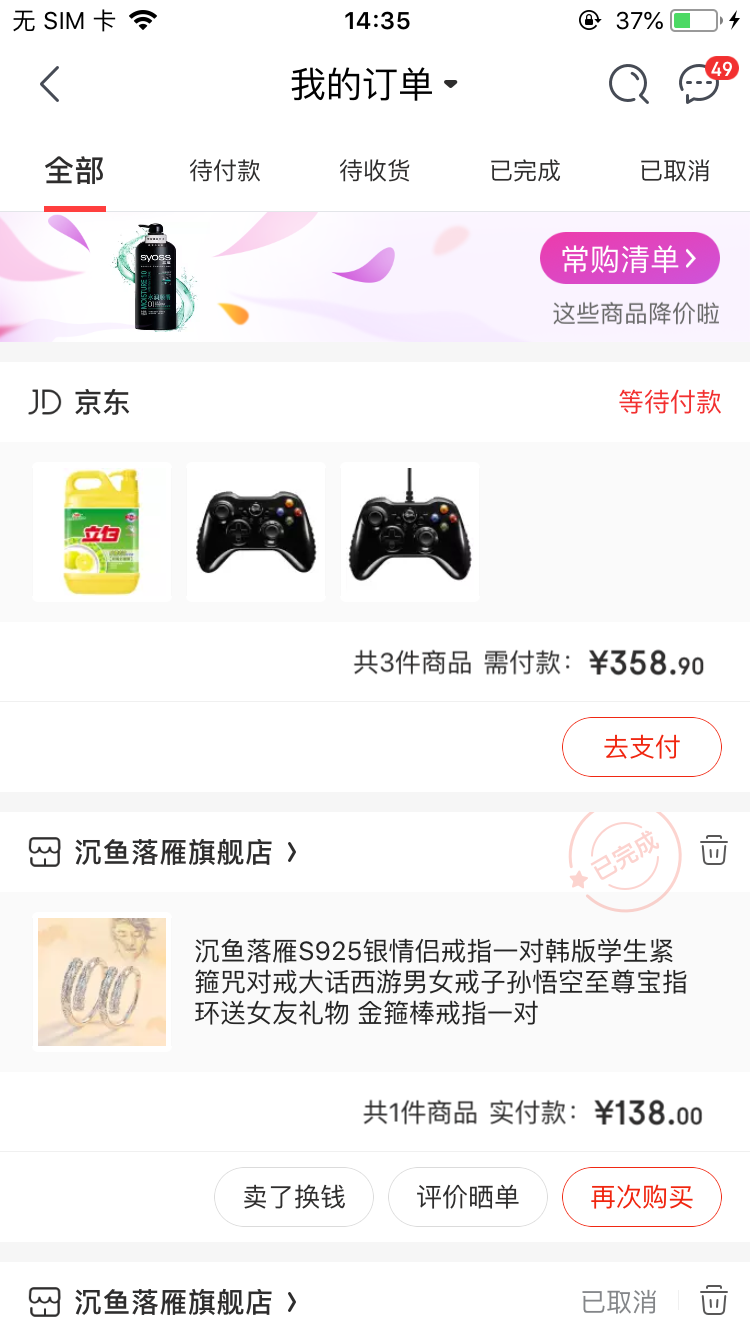 无 SIM 卡
14:35
37%
我的订单
49
全部
待付款
待收货
已完成
已取消
syoss
常购清单
这些商品降价啦
JD 京东
等待付款
立白
共3件商品 需付款：¥358.90
去支付
沉鱼落雁旗舰店
已完成
沉鱼落雁S925银情侣戒指一对韩版学生紧
箍咒对戒大话西游男女戒子孙悟空至尊宝指
环送女友礼物 金箍棒戒指一对
共1件商品 实付款：¥138.00
卖了换钱
评价晒单
再次购买
沉鱼落雁旗舰店
已取消